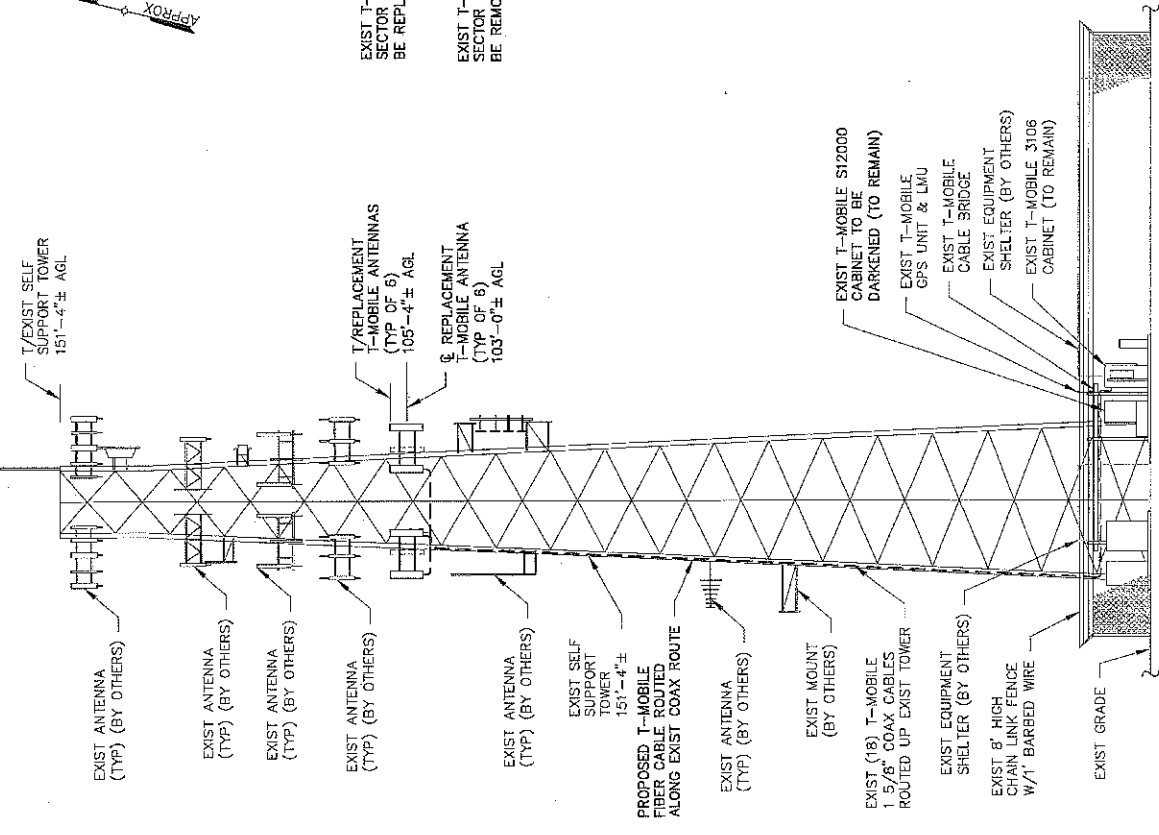 APPROX
EXIST T-
SECTOR
BE REPL
EXIST T-
SECTOR
BE REMO
T/EXIST SELF
SUPPORT TOWER
151'-4"± AGL
T/REPLACEMENT
T-MOBILE ANTENNAS
(TYP OF 6)
105'-4"± AGL
℄ REPLACEMENT
T-MOBILE ANTENNA
(TYP OF 6)
103'-0"± AGL
EXIST T-MOBILE S12000
CABINET TO BE
DARKENED (TO REMAIN)
EXIST T-MOBILE
GPS UNIT & LMU
EXIST T-MOBILE
CABLE BRIDGE
EXIST EQUIPMENT
SHELTER (BY OTHERS)
EXIST T-MOBILE 3106
CABINET (TO REMAIN)
EXIST ANTENNA
(TYP) (BY OTHERS)
EXIST ANTENNA
(TYP) (BY OTHERS)
EXIST ANTENNA
(TYP) (BY OTHERS)
EXIST ANTENNA
(TYP) (BY OTHERS)
EXIST ANTENNA
(TYP) (BY OTHERS)
EXIST SELF
SUPPORT
TOWER
151'-4"±
PROPOSED T-MOBILE
FIBER CABLE ROUTED
ALONG EXIST COAX ROUTE
EXIST ANTENNA
(TYP) (BY OTHERS)
EXIST MOUNT
(BY OTHERS)
EXIST (18) T-MOBILE
1 5/8" COAX CABLES
ROUTED UP EXIST TOWER
EXIST EQUIPMENT
SHELTER (BY OTHERS)
EXIST 8' HIGH
CHAIN LINK FENCE
W/1' BARBED WIRE
EXIST GRADE